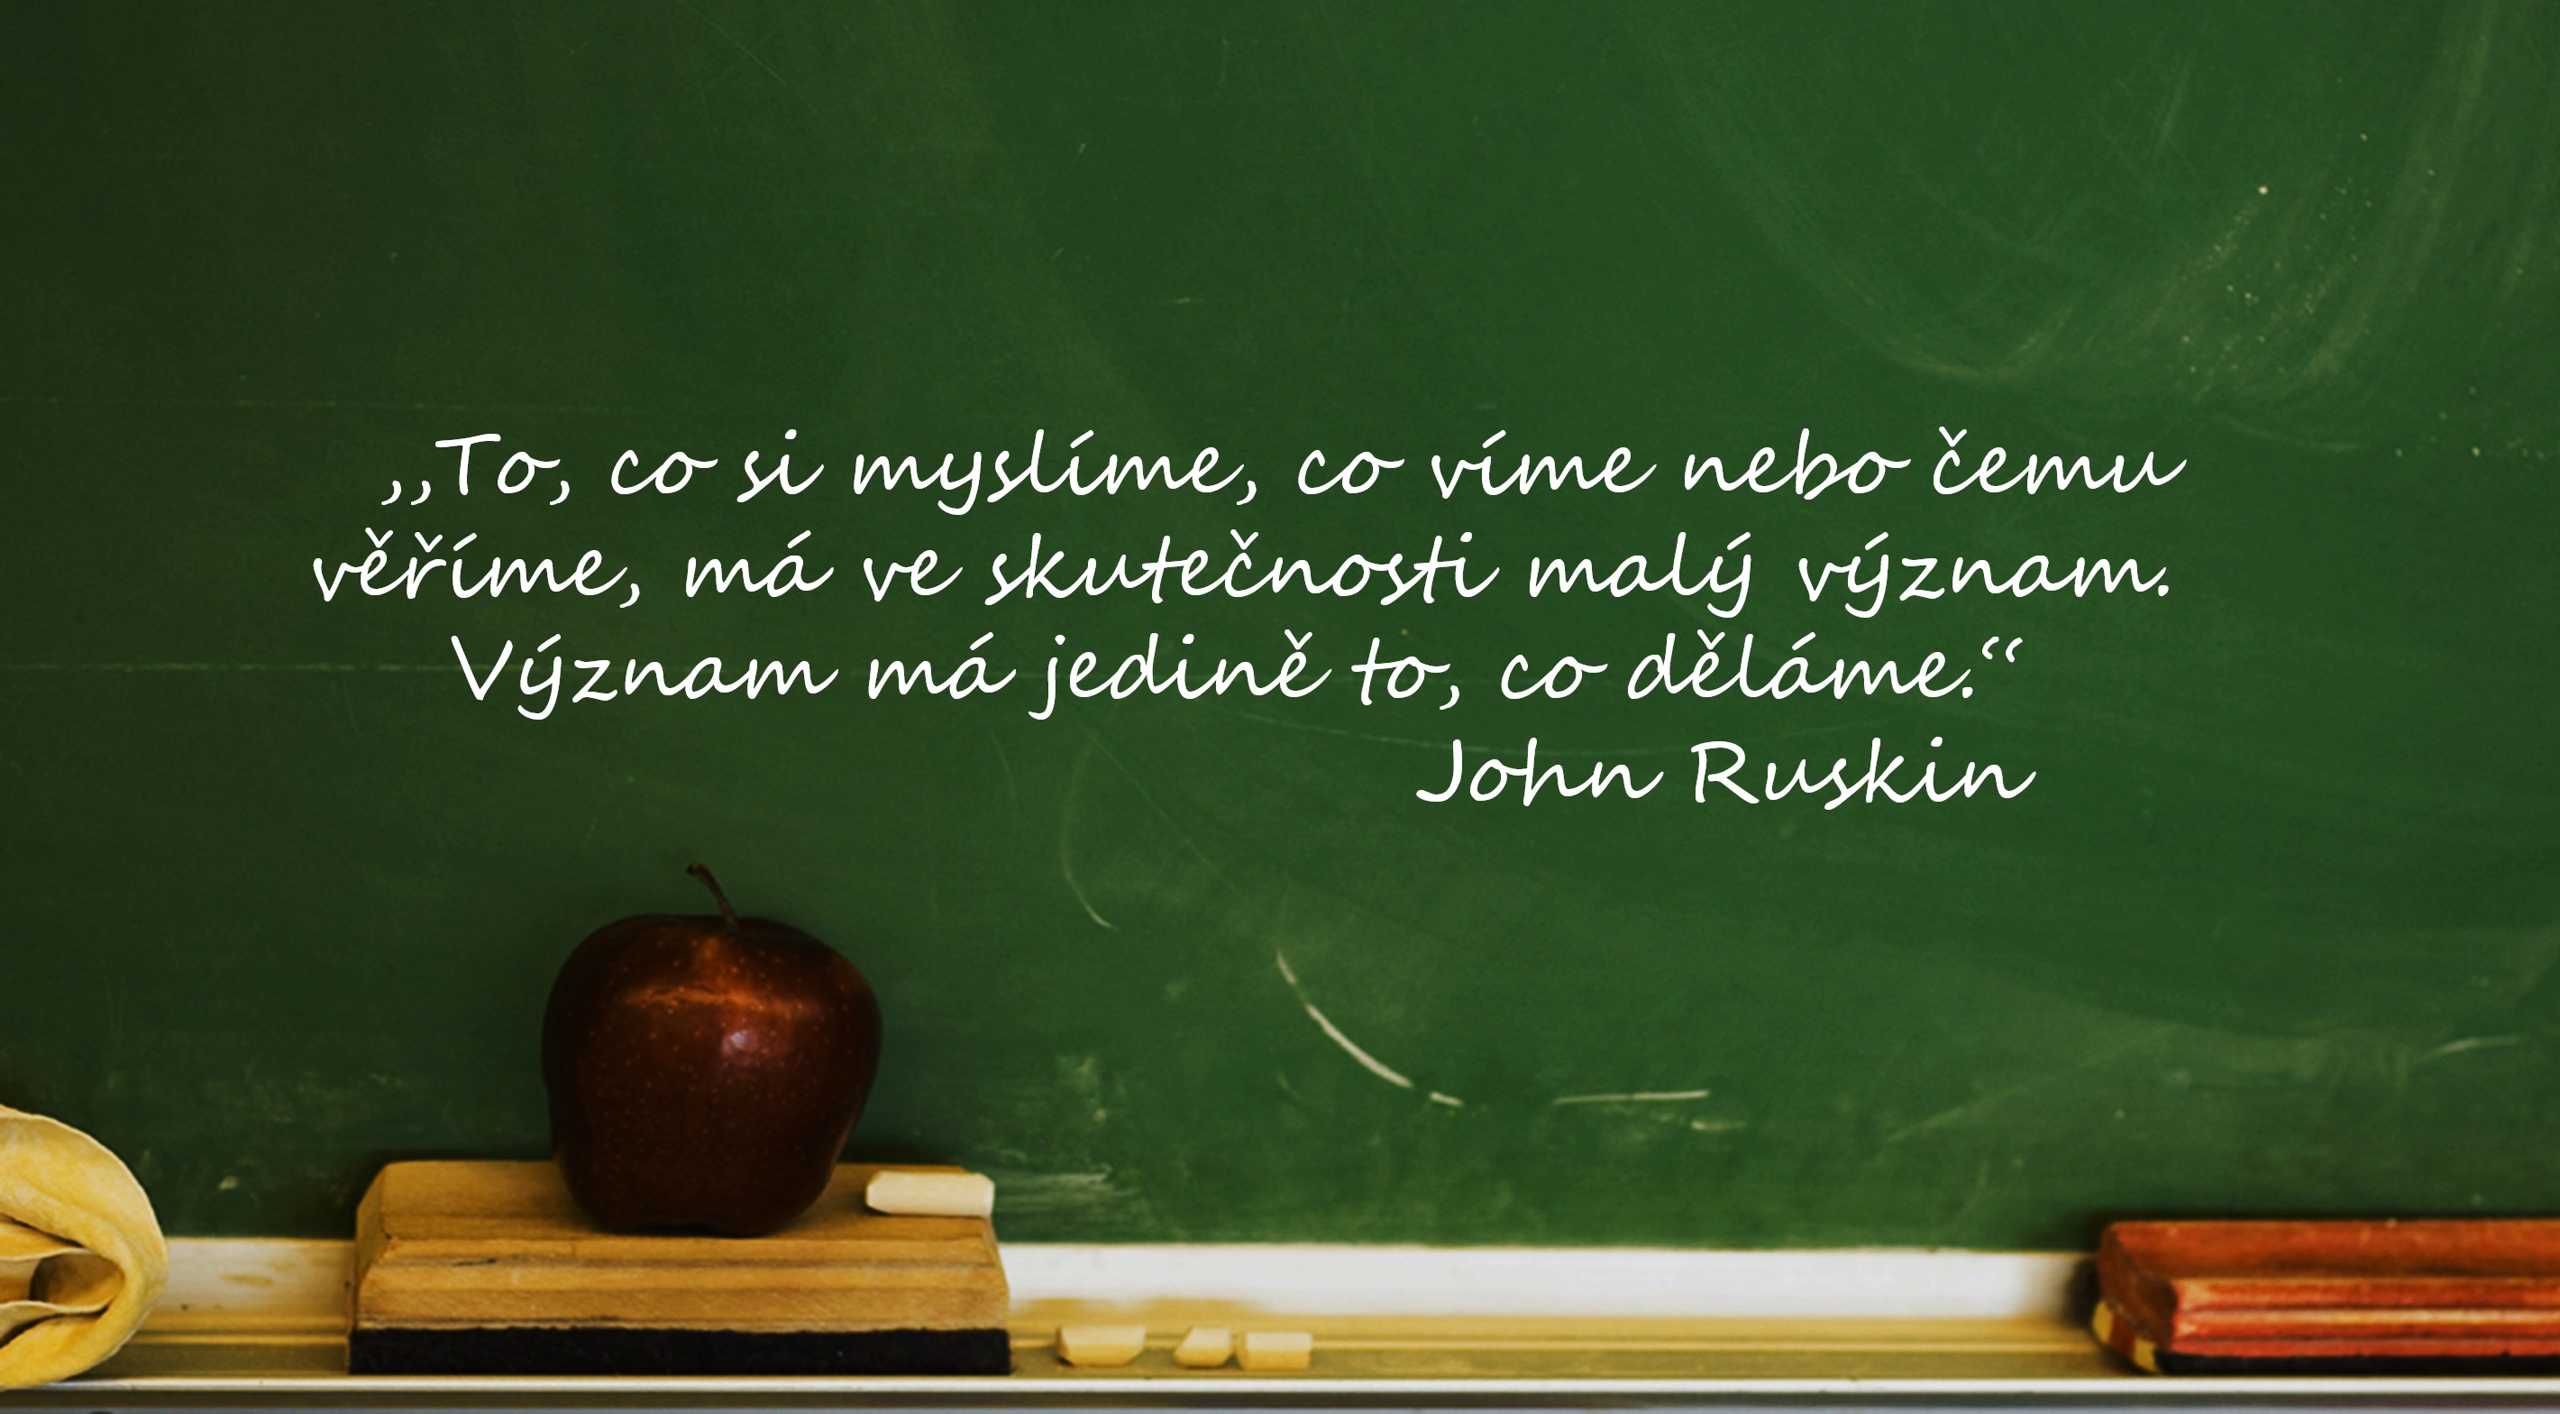 ,,To, co si myslíme, co víme nebo čemu
věříme, má ve skutečnosti malý význam.
Význam má jedině to, co děláme.“
John Ruskin